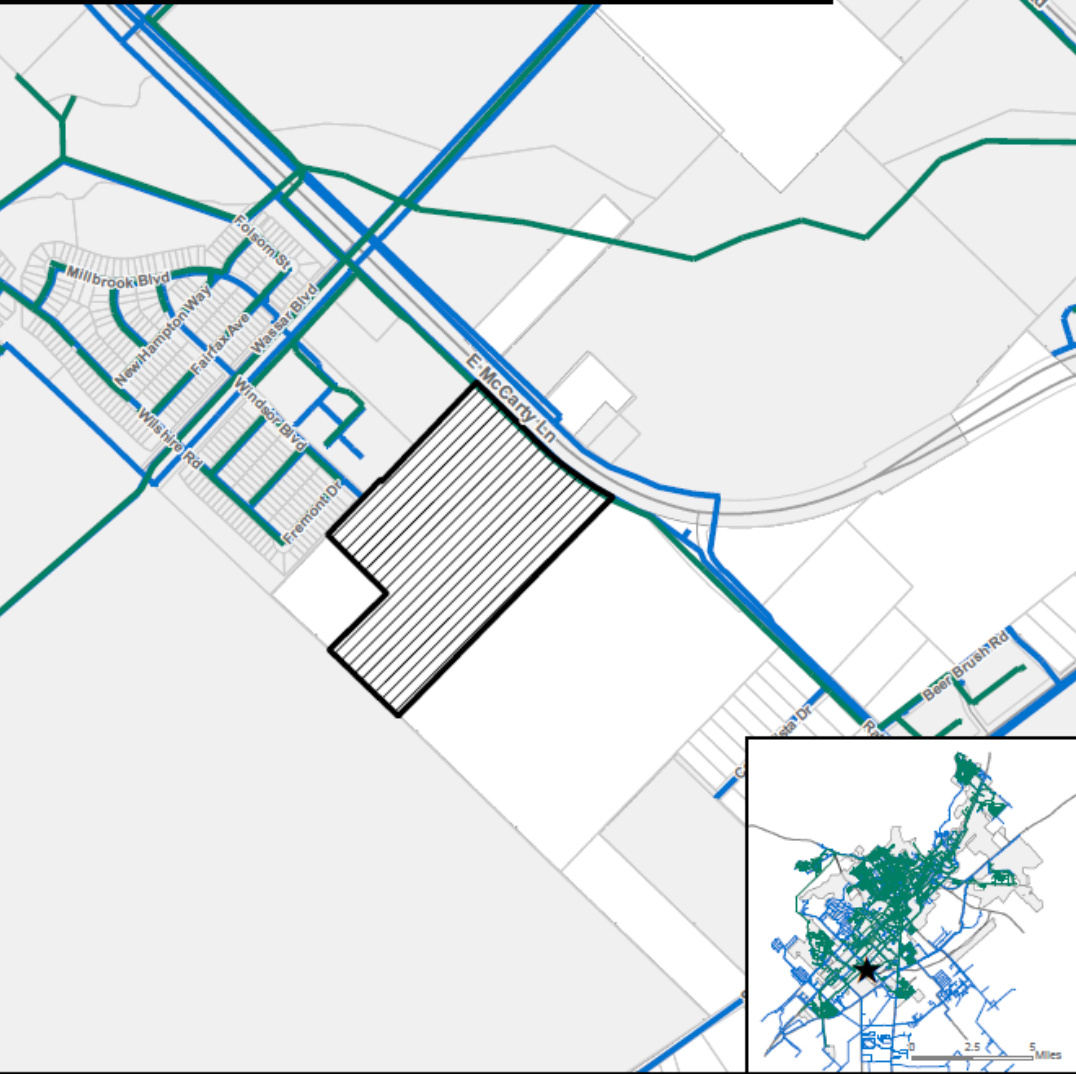 Folsom St
Millbrook Blvd
New Hampton Way
Fairfax Ave
Wassar Blvd
E McCarty Ln
Windsor Blvd
Wilshire Rd
Fremont Dr
Beer Brush Rd
0 2.5 5
Miles